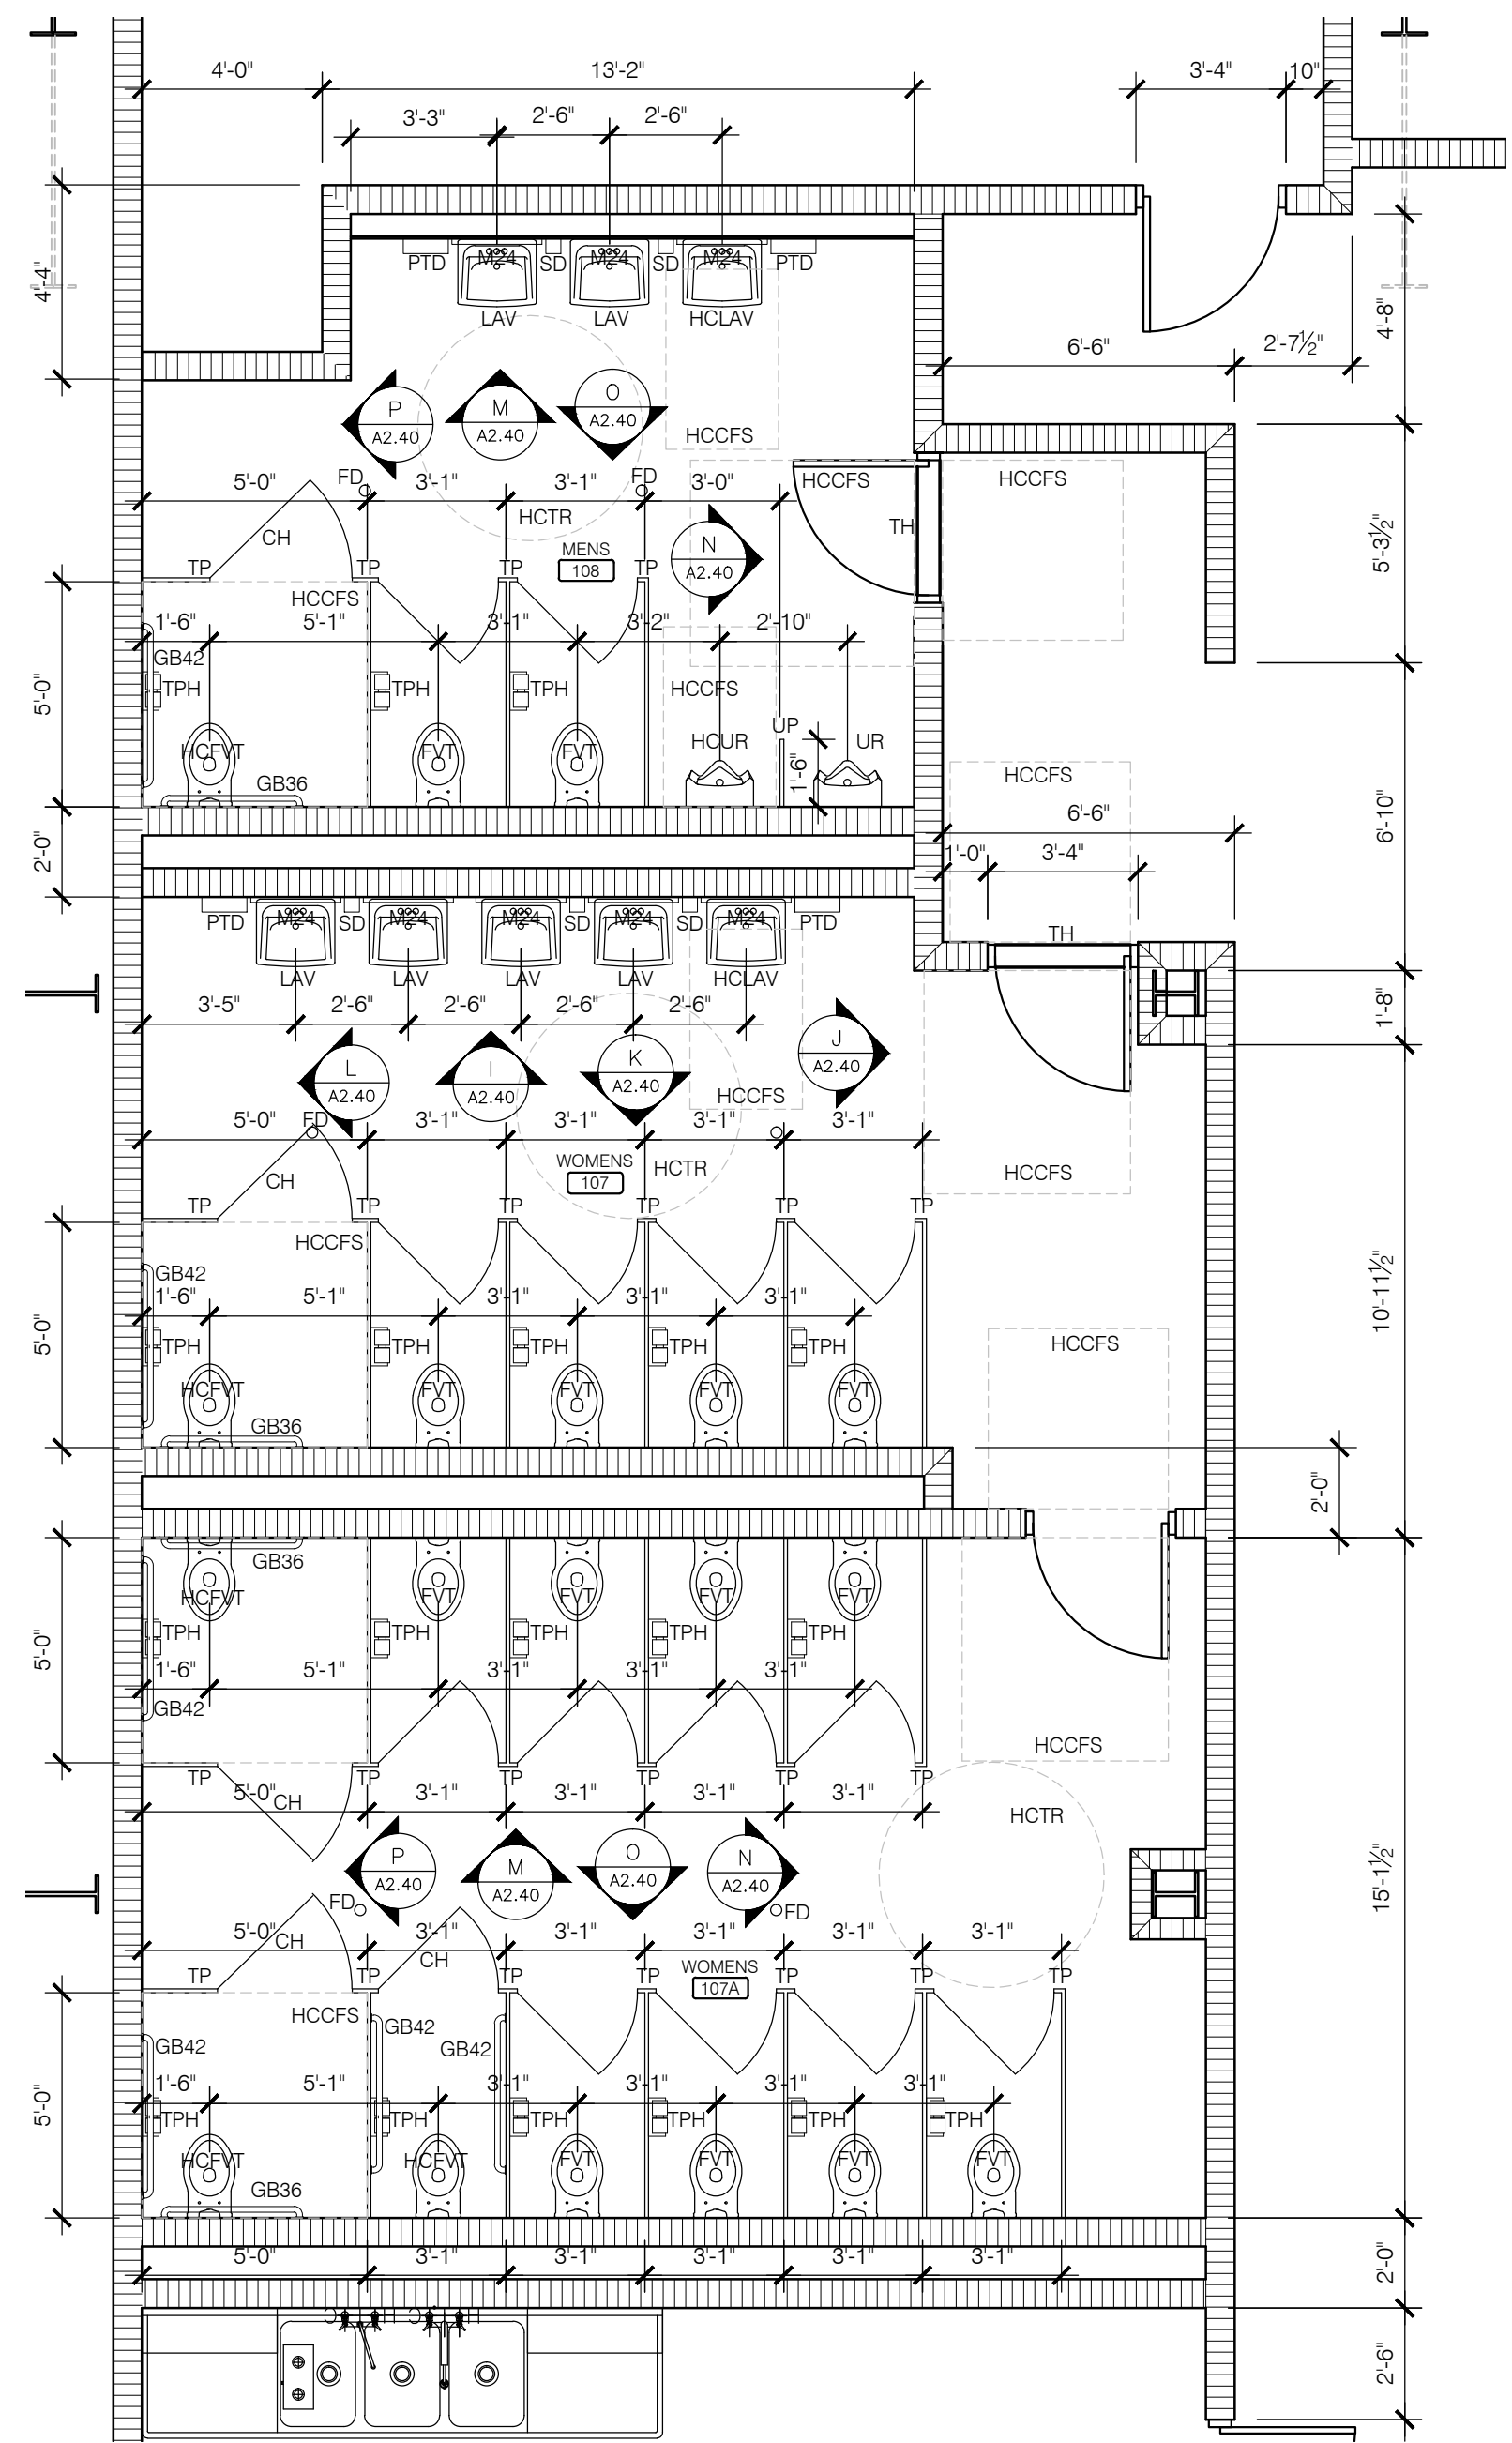 4'-0" 13'-2" 3'-4" 10"
3'-3" 2'-6" 2'-6"
4'-4"
M24 M24 M24
PTD SD SD PTD
LAV LAV HCLAV
4'-8"
6'-6" 2'-7½"
P A2.40
M A2.40
O A2.40
HCCFS
FD FD
5'-0" 3'-1" 3'-1" 3'-0" HCCFS HCCFS
HCTR
CH TH
5'-3½"
MENS
108
N A2.40
TP TP TP TP
HCCFS
1'-6" 5'-1" 3'-1" 3'-2" 2'-10"
GB42
5'-0"
TPH TPH TPH HCCFS
UP
HCFVT FVT FVT HCUR UR
1'-6"
GB36
HCCFS
6'-10"
6'-6"
2'-0"
1'-0" 3'-4"
M24 M24 M24 M24 M24
PTD SD SD SD PTD
TH
LAV LAV LAV LAV HCLAV
3'-5" 2'-6" 2'-6" 2'-6" 2'-6"
1'-8"
L A2.40
I A2.40
K A2.40
J A2.40
HCCFS
FD
5'-0" 3'-1" 3'-1" 3'-1" 3'-1"
WOMENS
107
HCTR
HCCFS
CH
TP TP TP TP TP TP
HCCFS
GB42
1'-6" 5'-1" 3'-1" 3'-1" 3'-1"
10'-11½"
5'-0"
TPH TPH TPH TPH TPH
HCCFS
HCFVT FVT FVT FVT FVT
GB36
2'-0"
GB36
HCFVT FVT FVT FVT FVT
5'-0"
TPH TPH TPH TPH TPH
1'-6" 5'-1" 3'-1" 3'-1" 3'-1"
GB42
HCCFS
TP TP TP TP TP TP
5'-0" 3'-1" 3'-1" 3'-1" 3'-1"
CH
HCTR
P A2.40
M A2.40
O A2.40
N A2.40
15'-1½"
FD FD
5'-0" 3'-1" 3'-1" 3'-1" 3'-1" 3'-1"
CH CH
WOMENS
107A
TP TP TP TP TP TP TP
HCCFS
GB42 GB42 GB42
1'-6" 5'-1" 3'-1" 3'-1" 3'-1" 3'-1"
5'-0"
TPH TPH TPH TPH TPH TPH
HCFVT HCFVT FVT FVT FVT FVT
GB36
5'-0" 3'-1" 3'-1" 3'-1" 3'-1" 3'-1"
2'-0"
C H C H
2'-6"